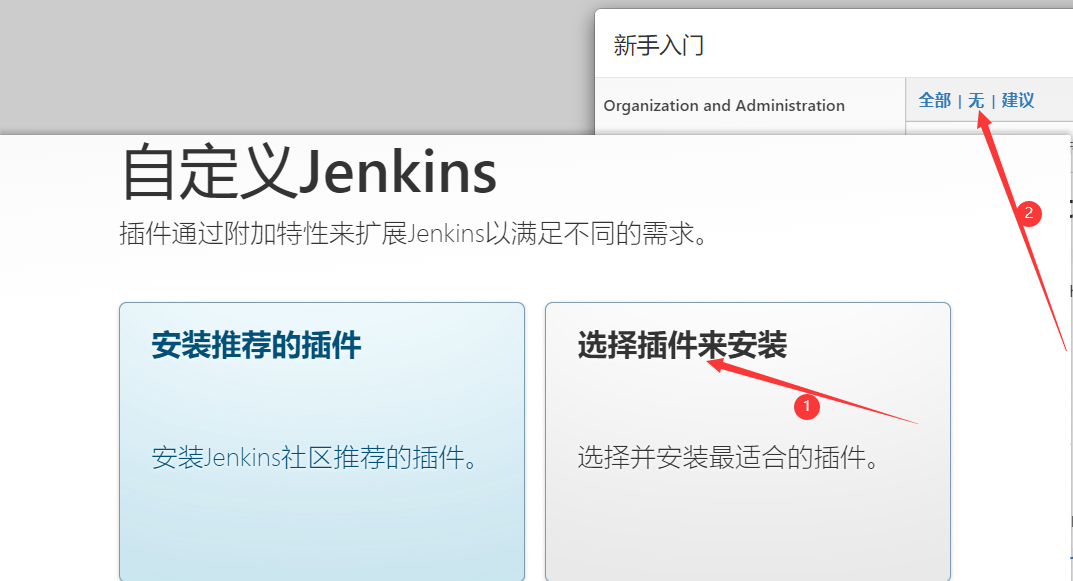 新手入门
Organization and Administration
全部 | 无 | 建议
自定义Jenkins
插件通过附加特性来扩展Jenkins以满足不同的需求。
2
安装推荐的插件
选择插件来安装
1
安装Jenkins社区推荐的插件。
选择并安装最适合的插件。